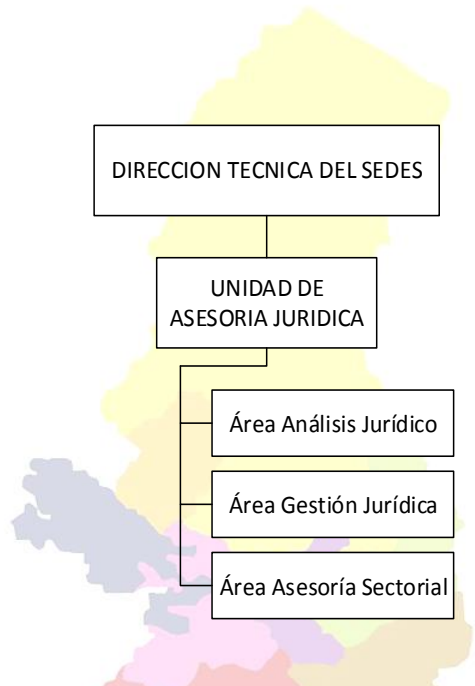 DIRECCION TECNICA DEL SEDES
UNIDAD DE
ASESORIA JURIDICA
Área Análisis Jurídico
Área Gestión Jurídica
Área Asesoría Sectorial